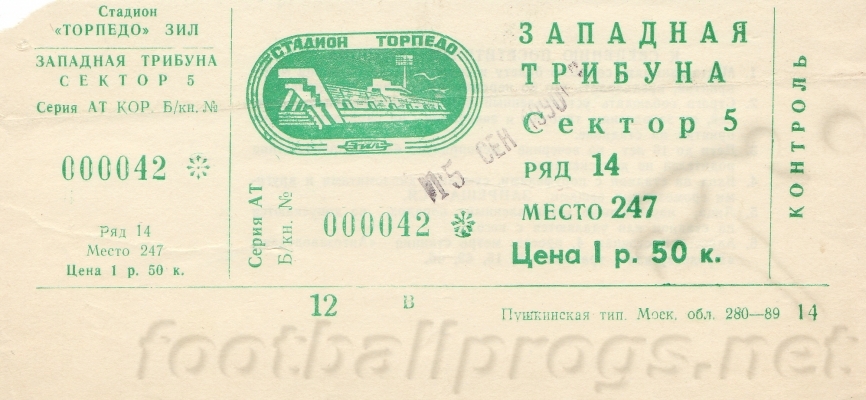 Стадион
«ТОРПЕДО» ЗИЛ
ЗАПАДНАЯ ТРИБУНА
СЕКТОР 5
Серия АТ КОР. Б/кн. №
000042
Ряд 14
Место 247
Цена 1 р. 50 к.
СТАДИОН ТОРПЕДО
ЗИЛ
Серия АТ
Б/кн. №
000042
СЕН 1990
ЗАПАДНАЯ
ТРИБУНА
Сектор 5
РЯД 14
МЕСТО 247
Цена 1 р. 50 к.
КОНТРОЛЬ
12 В
Пушкинская тип. Моск. обл. 280—89 14
footballprogs.net